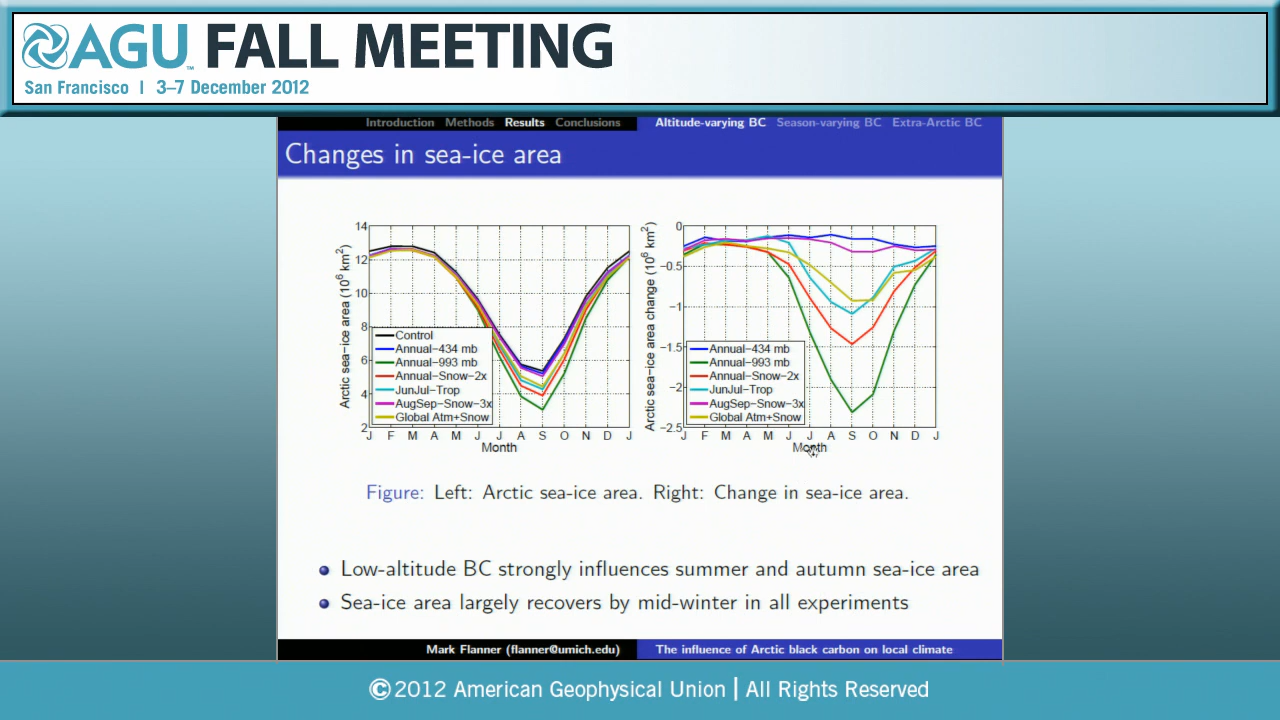 AGU FALL MEETING
San Francisco | 3–7 December 2012
Introduction Methods Results Conclusions Altitude-varying BC Season-varying BC Extra-Arctic BC
Changes in sea-ice area
Arctic sea−ice area (10⁶ km²)
14
12
10
8
6
4
2
Control
Annual−434 mb
Annual−993 mb
Annual−Snow−2x
JunJul−Trop
AugSep−Snow−3x
Global Atm+Snow
J F M A M J J A S O N D J
Month
Arctic sea−ice area change (10⁶ km²)
0
−0.5
−1
−1.5
−2
−2.5
Annual−434 mb
Annual−993 mb
Annual−Snow−2x
JunJul−Trop
AugSep−Snow−3x
Global Atm+Snow
J F M A M J J A S O N D J
Month
Figure: Left: Arctic sea-ice area. Right: Change in sea-ice area.
Low-altitude BC strongly influences summer and autumn sea-ice area
Sea-ice area largely recovers by mid-winter in all experiments
Mark Flanner (flanner@umich.edu) The influence of Arctic black carbon on local climate
©2012 American Geophysical Union | All Rights Reserved